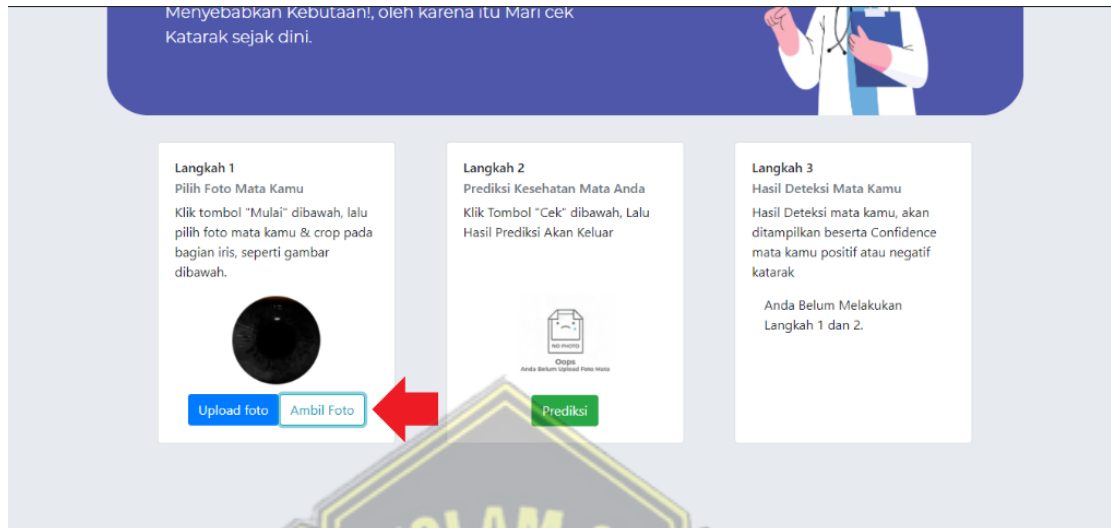 Menyebabkan Kebutaan!, oleh karena itu Mari cek
Katarak sejak dini.
Langkah 1
Pilih Foto Mata Kamu
Klik tombol "Mulai" dibawah, lalu
pilih foto mata kamu & crop pada
bagian iris, seperti gambar
dibawah.
Upload foto
Ambil Foto
Langkah 2
Prediksi Kesehatan Mata Anda
Klik Tombol "Cek" dibawah, Lalu
Hasil Prediksi Akan Keluar
NO PHOTO
Oops
Anda Belum Upload Foto Mata
Prediksi
Langkah 3
Hasil Deteksi Mata Kamu
Hasil Deteksi mata kamu, akan
ditampilkan beserta Confidence
mata kamu positif atau negatif
katarak
Anda Belum Melakukan
Langkah 1 dan 2.